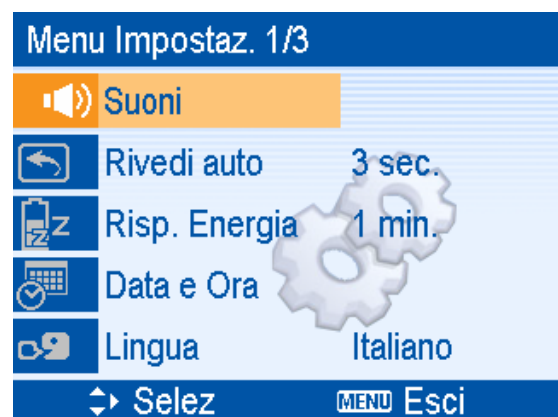 Menu Impostaz. 1/3
Suoni
Rivedi auto 3 sec.
Risp. Energia 1 min.
Data e Ora
Lingua Italiano
Selez MENU Esci